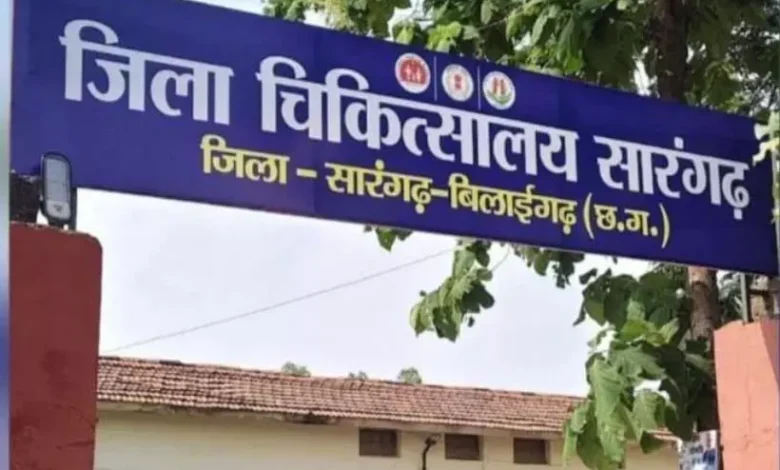 जिला चिकित्सालय सारंगढ़
जिला - सारंगढ़-बिलाईगढ़ (छ.ग.)